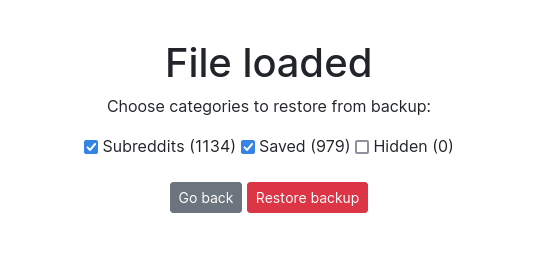 File loaded
Choose categories to restore from backup:
Subreddits (1134) Saved (979) Hidden (0)
Go back Restore backup